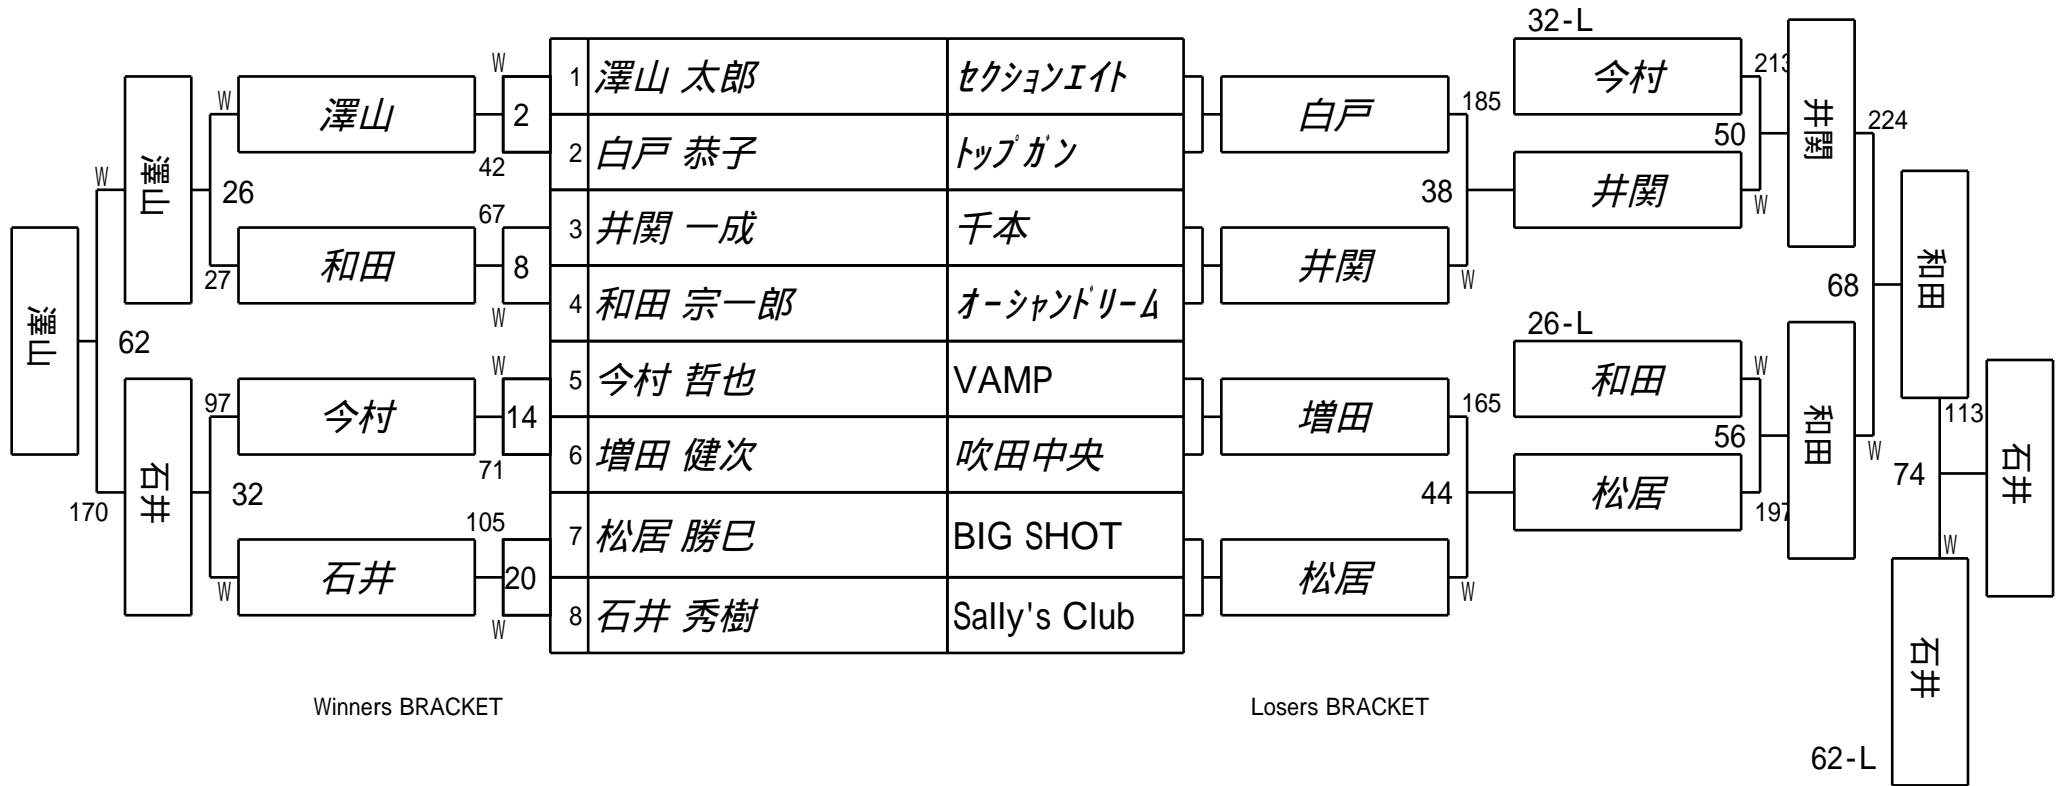 32-L
W
1 澤山 太郎 セクションエイト
今村
213
W
澤山
2
白戸
185
井関
224
42
2 白戸 恭子 トップガン
50
澤山
W
26
67
38
井関
W
3 井関 一成 千本
27
和田
8
井関
和田
W
4 和田 宗一郎 オーシャンドリーム
W
68
澤山
62
26-L
W
5 今村 哲也 VAMP
和田
W
97
今村
14
増田
165
和田
113
71
6 増田 健次 吹田中央
56
W
石井
170
32
44
松居
197
74
石井
105
7 松居 勝巳 BIG SHOT
W
石井
20
松居
W
W
W
8 石井 秀樹 Sally's Club
石井
Winners BRACKET
Losers BRACKET
62-L